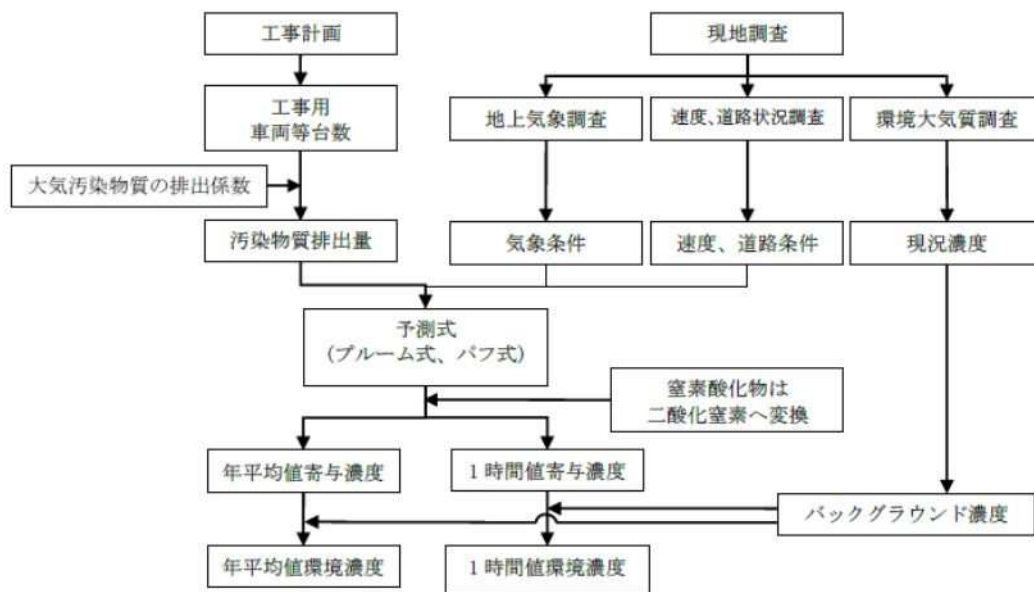 工事計画
現地調査
工事用
車両等台数
地上気象調査
速度、道路状況調査
環境大気質調査
大気汚染物質の排出係数
汚染物質排出量
気象条件
速度、道路条件
現況濃度
予測式
(プルーム式、パフ式)
窒素酸化物は
二酸化窒素へ変換
年平均値寄与濃度
1時間値寄与濃度
バックグラウンド濃度
年平均値環境濃度
1時間値環境濃度